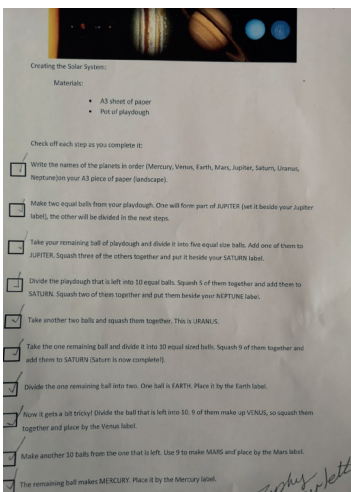 Creating the Solar System:
Materials:
• A3 sheet of paper
• Pot of playdough
Check off each step as you complete it:
Write the names of the planets in order (Mercury, Venus, Earth, Mars, Jupiter, Saturn, Uranus,
Neptune)on your A3 piece of paper (landscape).
Make two equal balls from your playdough. One will form part of JUPITER (set it beside your Jupiter
label), the other will be divided in the next steps.
Take your remaining ball of playdough and divide it into five equal size balls. Add one of them to
JUPITER. Squash three of the others together and put it beside your SATURN label.
Divide the playdough that is left into 10 equal balls. Squash 5 of them together and add them to
SATURN. Squash two of them together and put them beside your NEPTUNE label.
Take another two balls and squash them together. This is URANUS.
Take the one remaining ball and divide it into 10 equal sized balls. Squash 9 of them together and
add them to SATURN (Saturn is now complete!).
Divide the one remaining ball into two. One ball is EARTH. Place it by the Earth label.
Now it gets a bit tricky! Divide the ball that is left into 10. 9 of them make up VENUS, so squash them
together and place by the Venus label.
Make another 10 balls from the one that is left. Use 9 to make MARS and place by the Mars label.
The remaining ball makes MERCURY. Place it by the Mercury label.